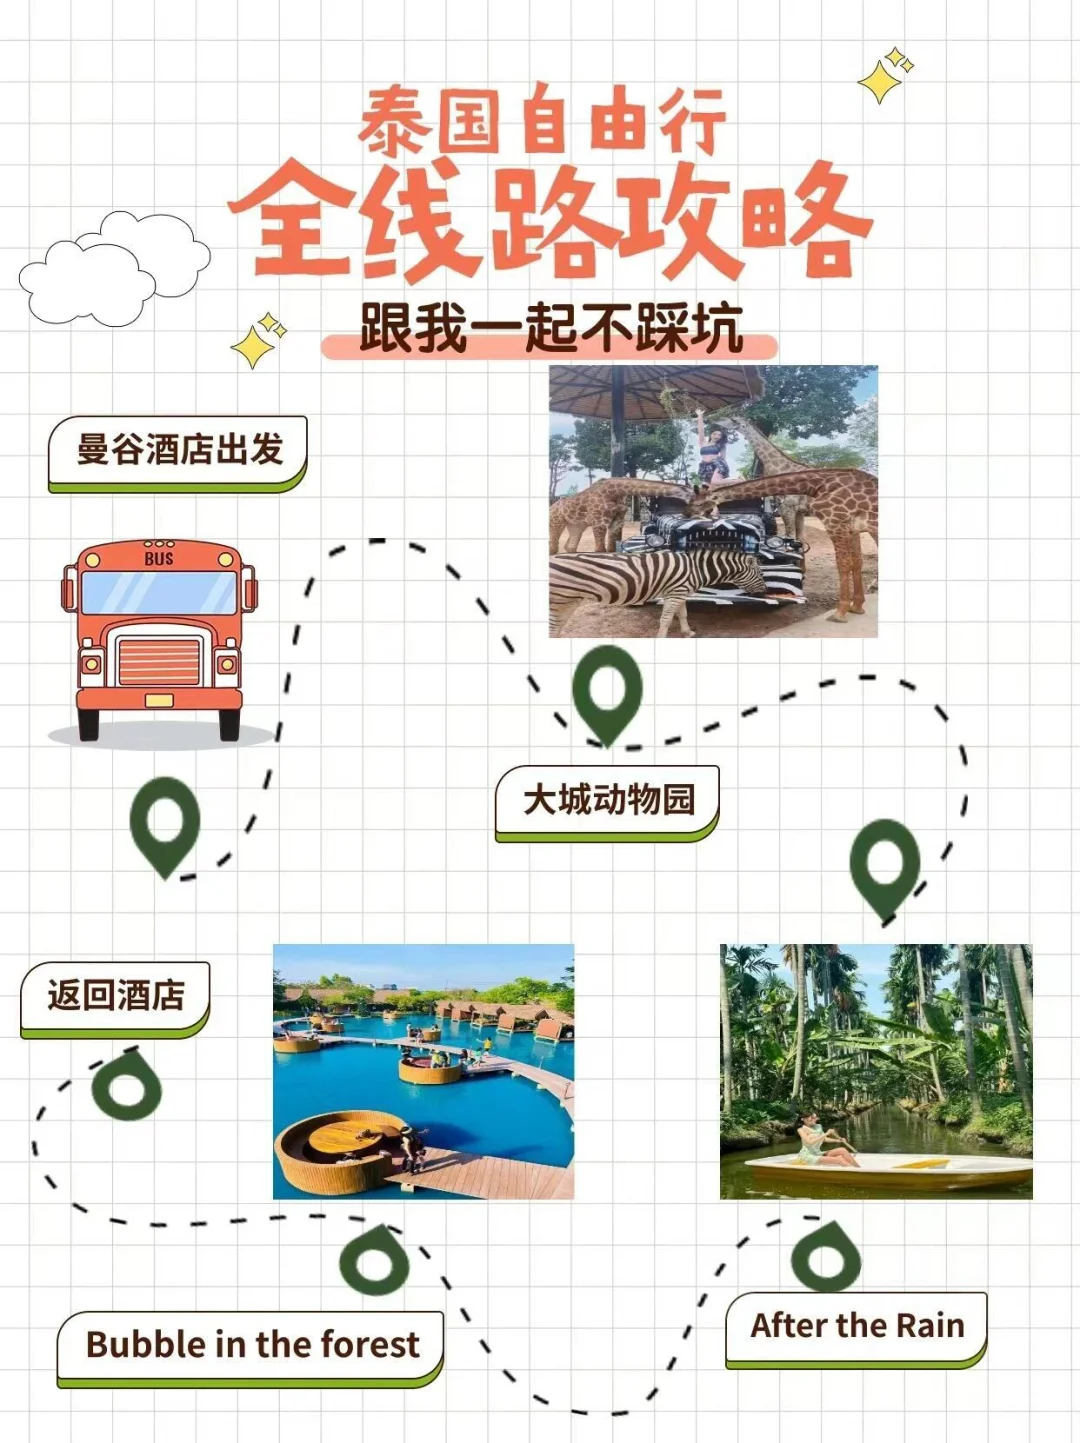 泰国自由行
全线路攻略
跟我一起不踩坑
曼谷酒店出发
BUS
大城动物园
返回酒店
Bubble in the forest
After the Rain